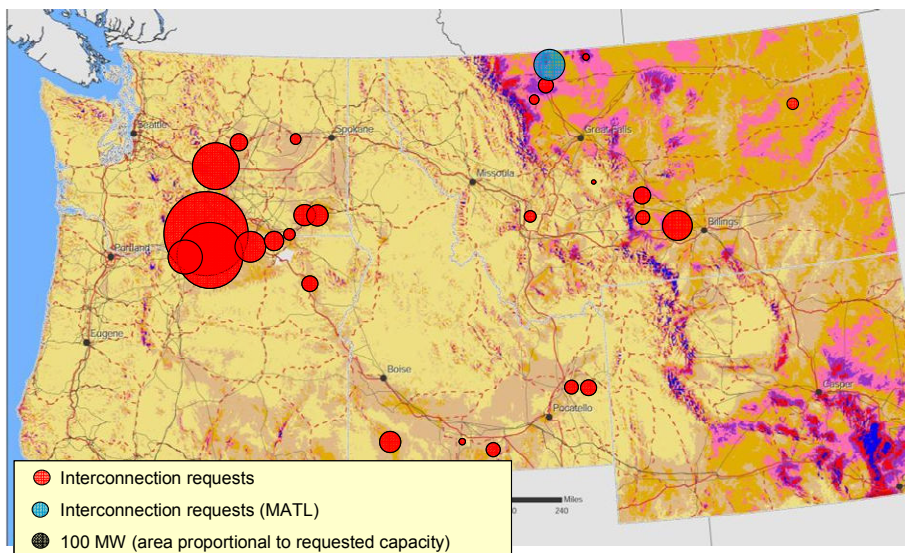 Seattle
Spokane
Great Falls
Missoula
Billings
Portland
Eugene
Boise
Casper
Pocatello
Miles
240
Interconnection requests
Interconnection requests (MATL)
100 MW (area proportional to requested capacity)